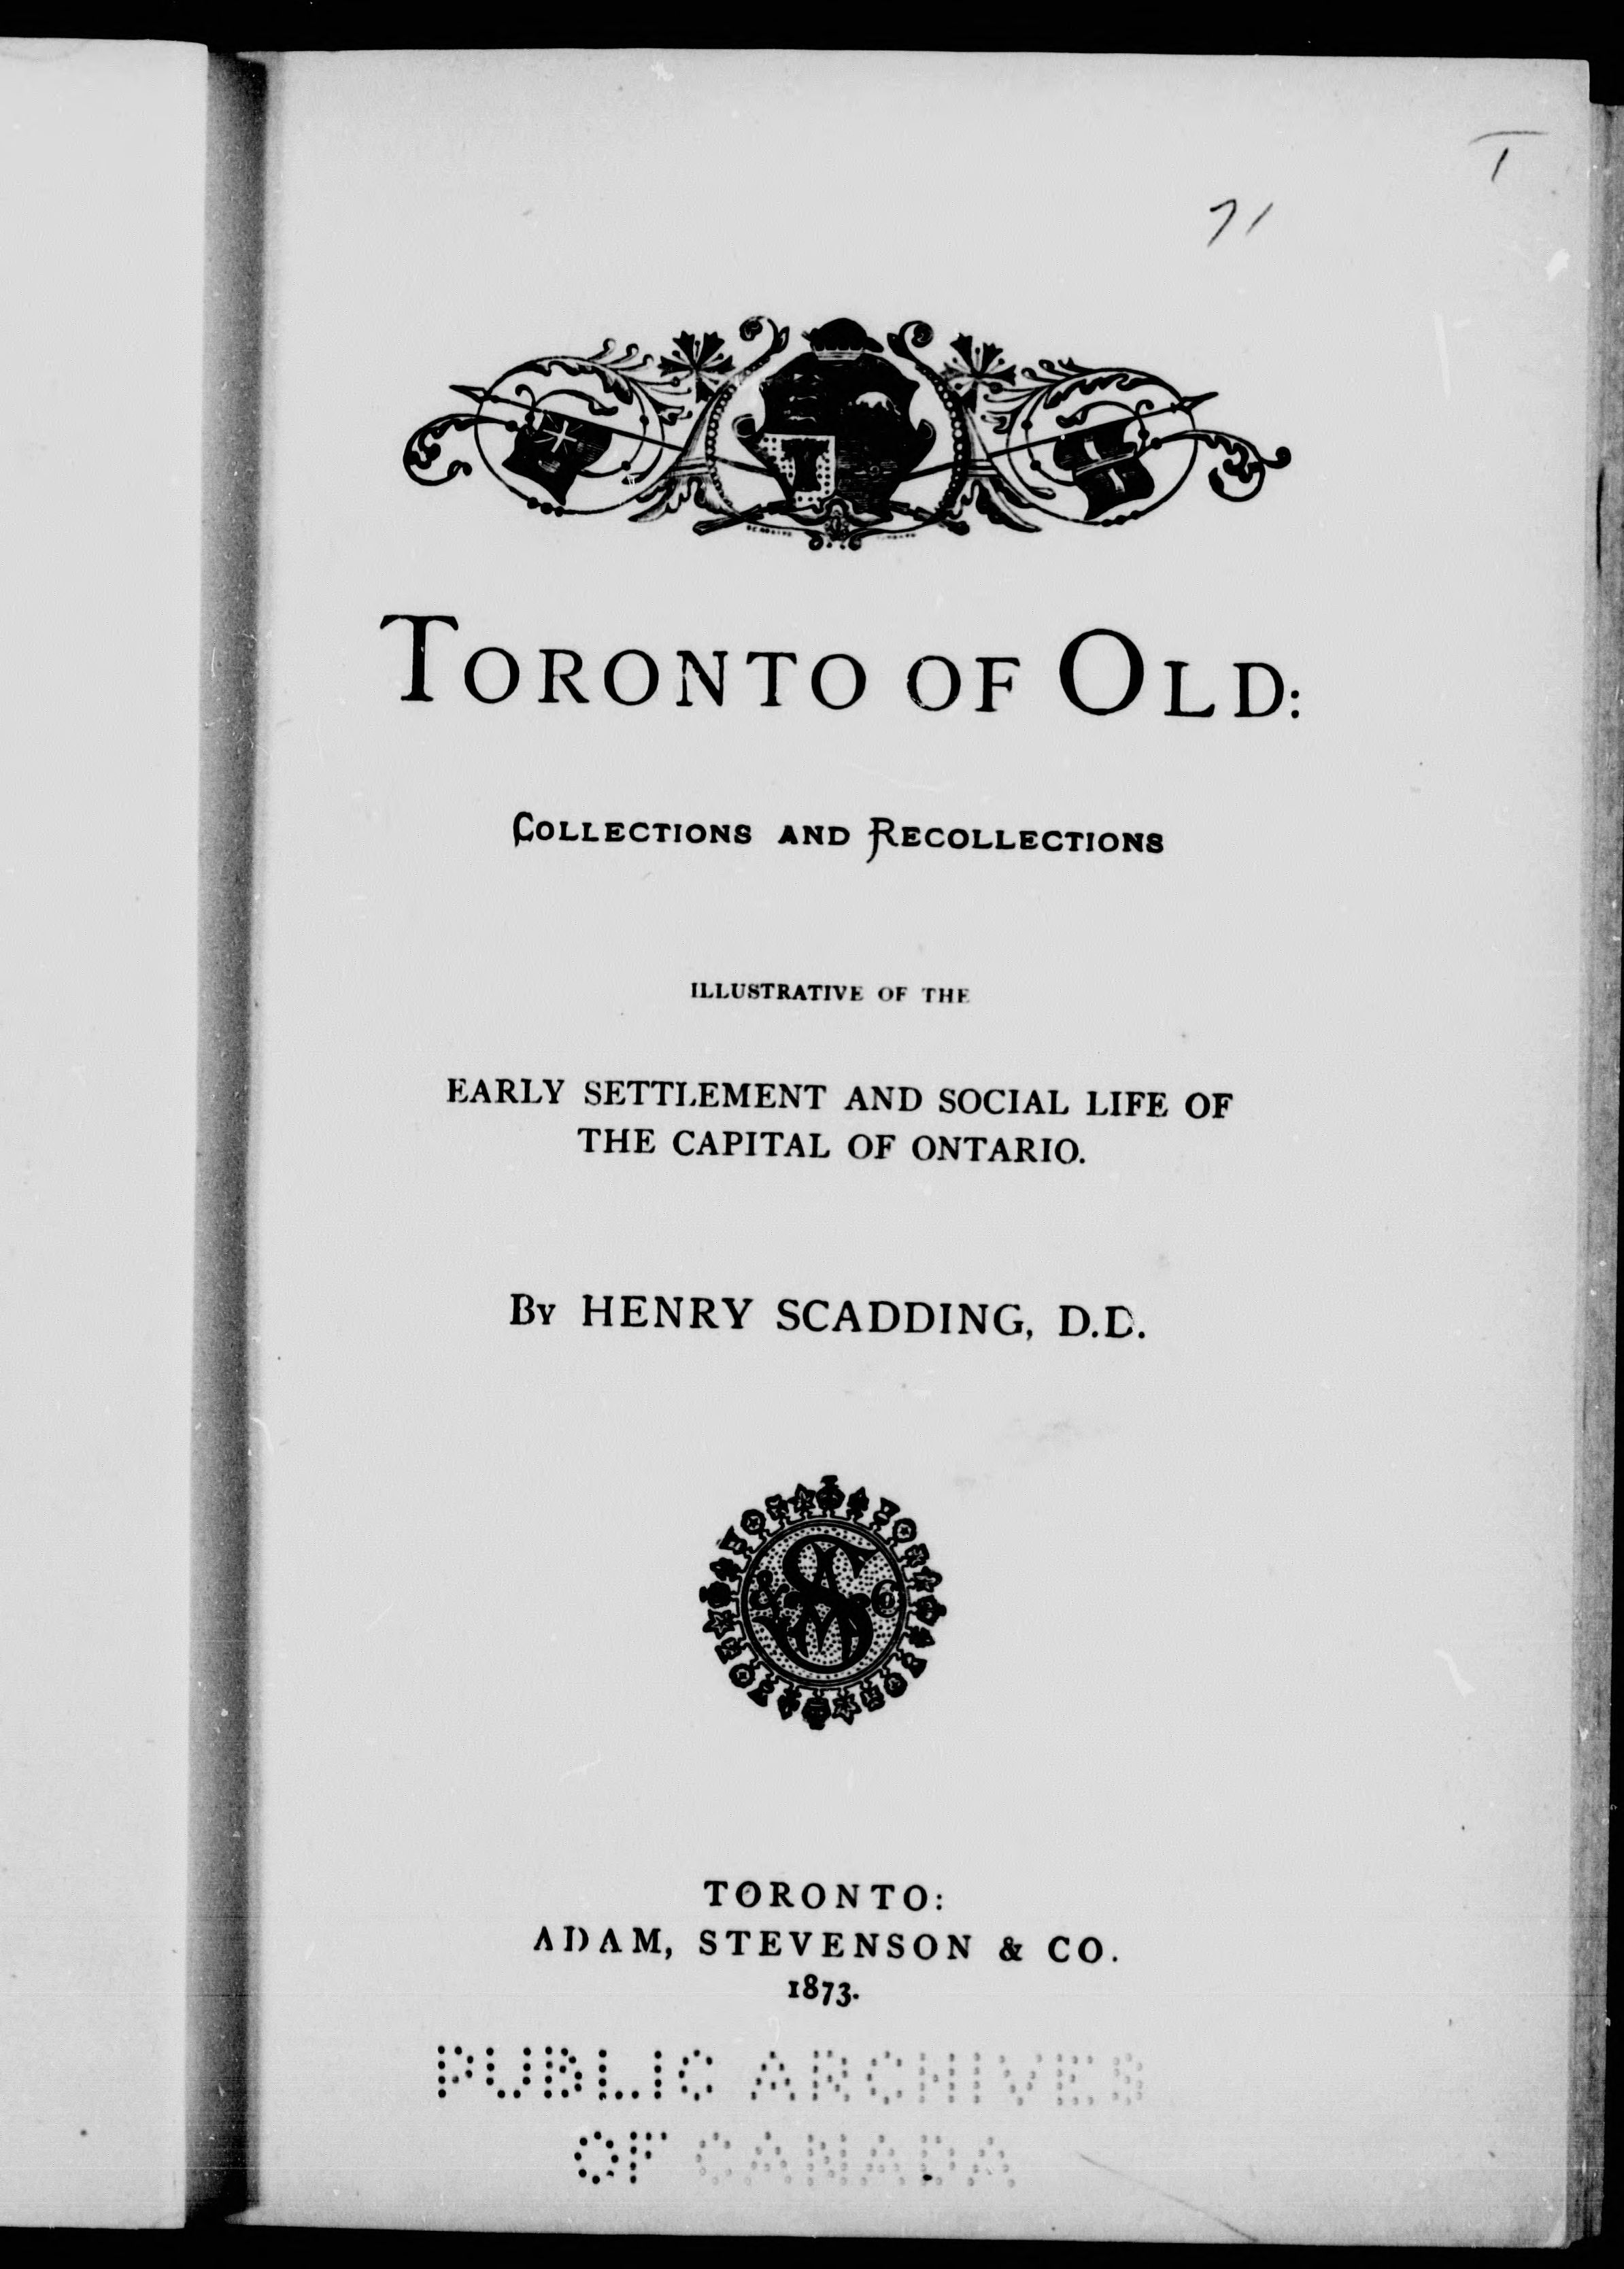 71
TORONTO OF OLD:
COLLECTIONS AND RECOLLECTIONS
ILLUSTRATIVE OF THE
EARLY SETTLEMENT AND SOCIAL LIFE OF
THE CAPITAL OF ONTARIO.
By HENRY SCADDING, D.D.
TORONTO:
ADAM, STEVENSON & CO.
1873.
PUBLIC ARCHIVES
OF CANADA